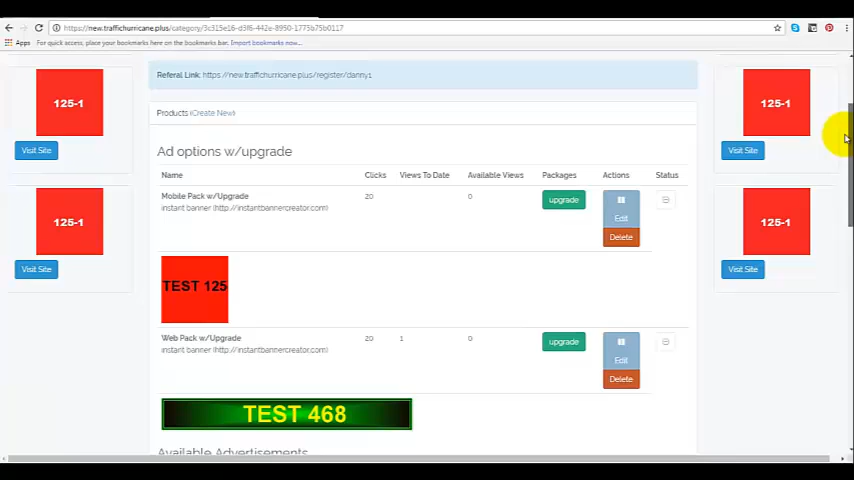 https://new.traffichurricane.plus/category/3c315e16-d3f6-442e-8950-1775b75b0117
Apps For quick access, place your bookmarks here on the bookmarks bar. Import bookmarks now...
Referal Link: https://new.traffichurricane.plus/register/danny1
125-1
Visit Site
125-1
Visit Site
125-1
Visit Site
125-1
Visit Site
Products (Create New)
Ad options w/upgrade
Name Clicks Views To Date Available Views Packages Actions Status
Mobile Pack w/Upgrade 20 0 upgrade Edit
instant banner (http://instantbannercreator.com)
Delete
TEST 125
Web Pack w/Upgrade 20 1 0 upgrade Edit
instant banner (http://instantbannercreator.com)
Delete
TEST 468
Available Advertisements